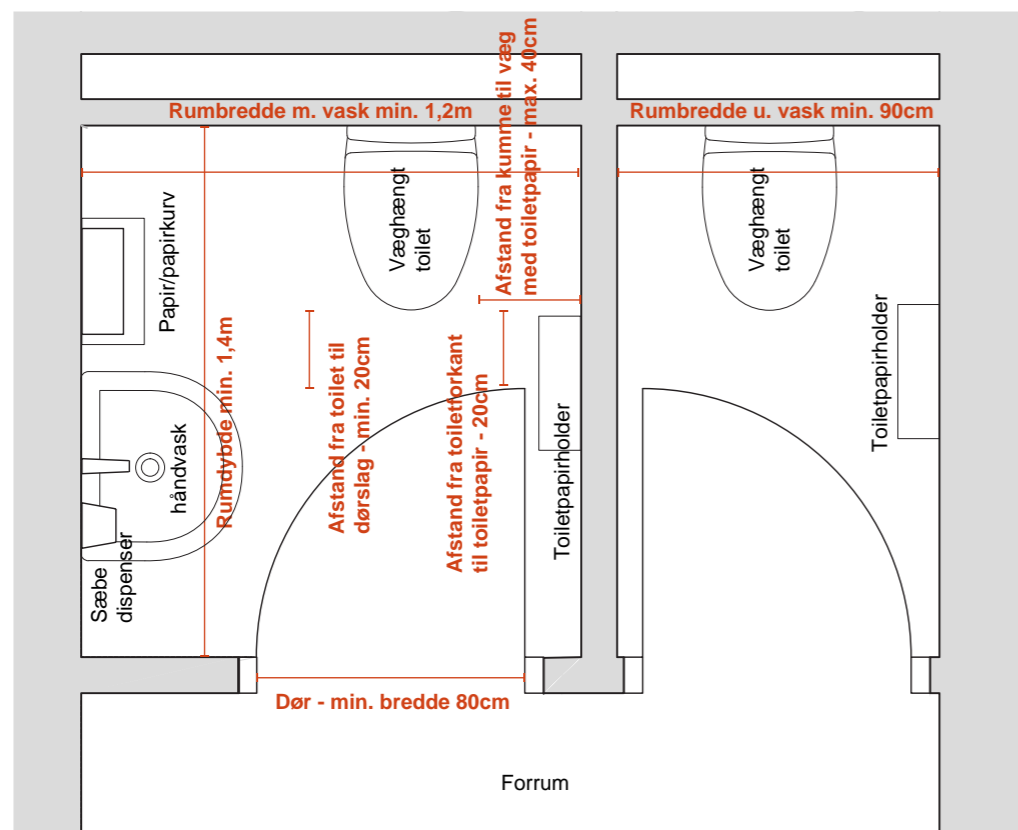 Rumbredde m. vask min. 1,2m
Afstand fra kumme til væg
med toiletpapir - max. 40cm
Rumbredde u. vask min. 90cm
Papir/papirkurv
Væghængt
toilet
Væghængt
toilet
Rumdybde min. 1,4m
Afstand fra toilet til
dørslag - min. 20cm
Afstand fra toiletforkant
til toiletpapir - 20cm
Toiletpapirholder
Toiletpapirholder
håndvask
Sæbe
dispenser
Dør - min. bredde 80cm
Forrum